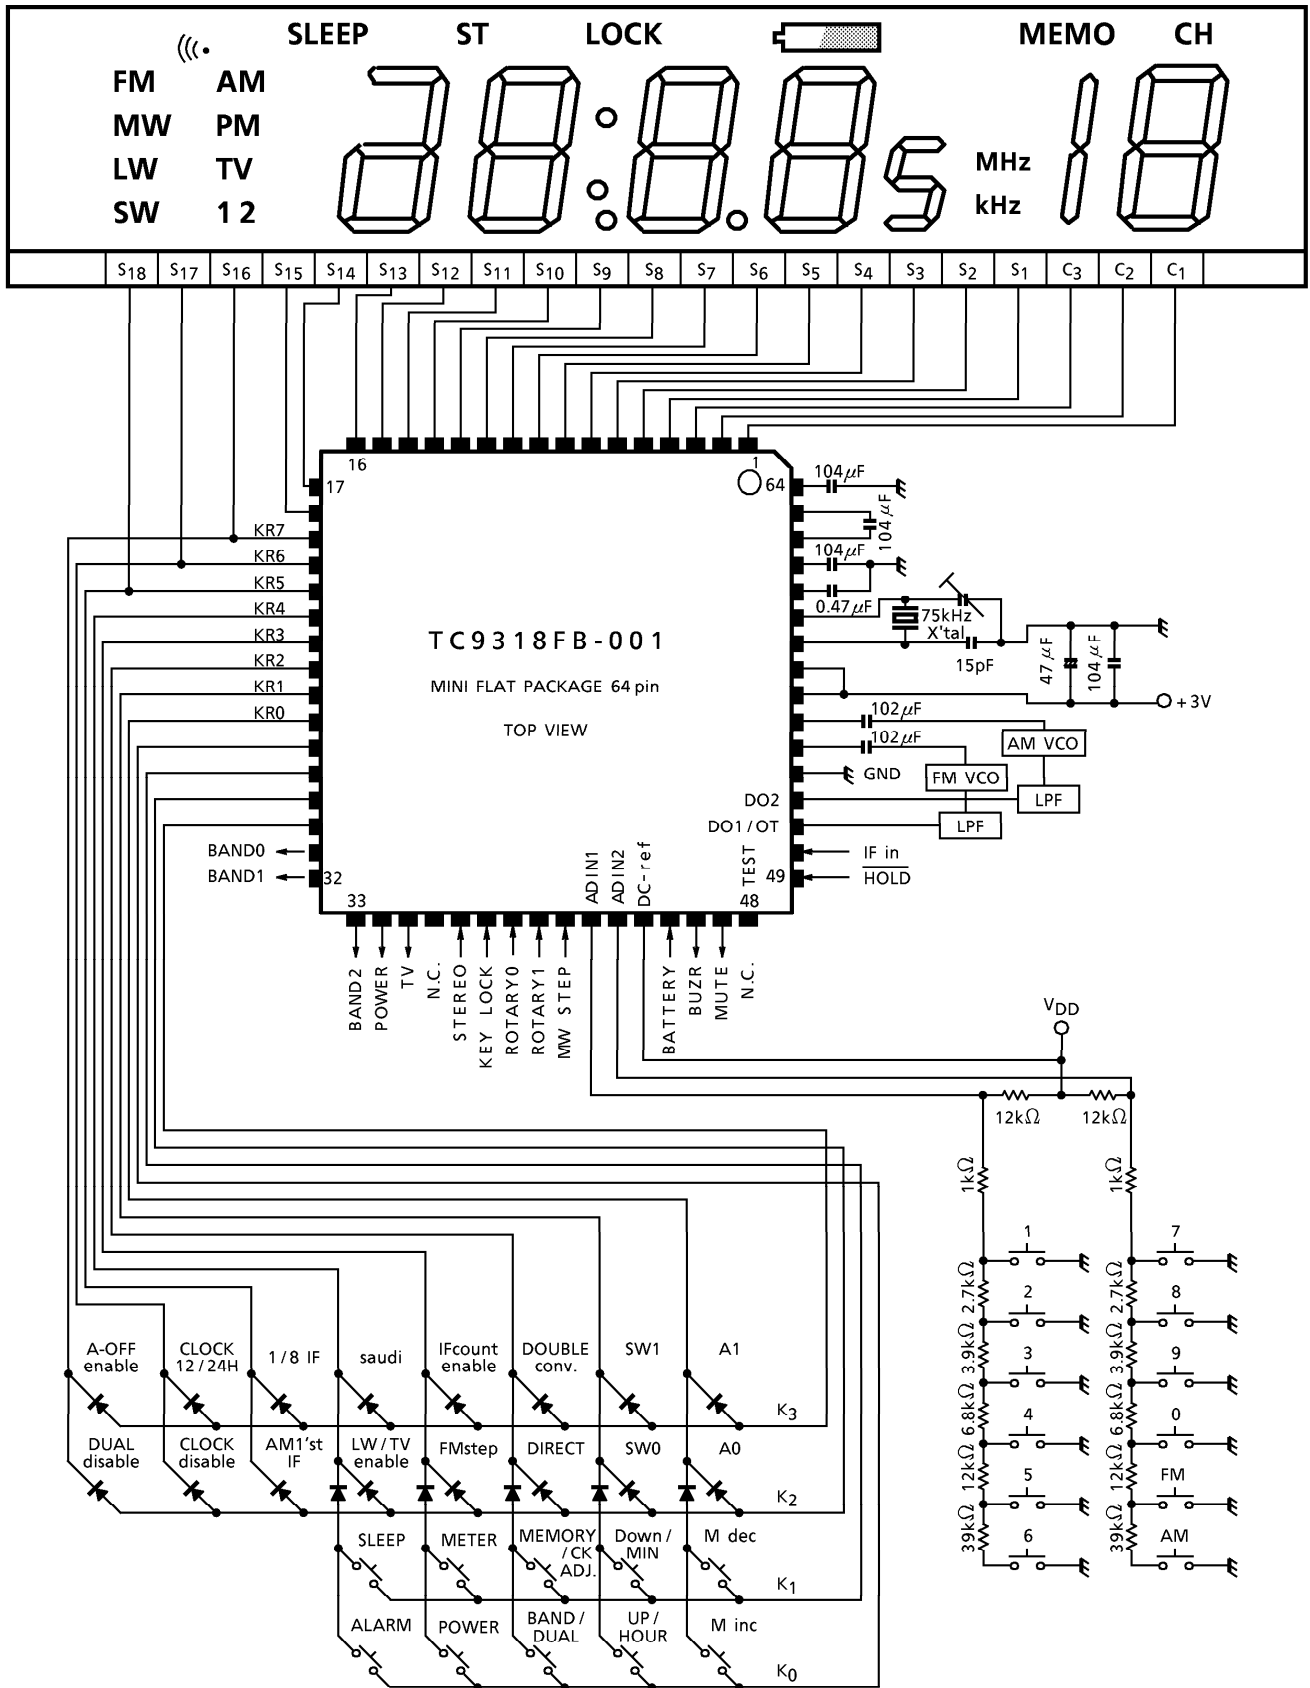 SLEEP ST LOCK MEMO CH
FM AM
MW PM
LW TV MHz
SW 12 kHz
S18 S17 S16 S15 S14 S13 S12 S11 S10 S9 S8 S7 S6 S5 S4 S3 S2 S1 C3 C2 C1
16 1
17 64
104μF
104μF
KR7
KR6
104μF
KR5
0.47μF
KR4
75kHz
X'tal
KR3
15pF
47μF
104μF
KR2
KR1
+3V
KR0
TC9318FB-001
MINI FLAT PACKAGE 64pin
TOP VIEW
102μF
102μF
AM VCO
FM VCO
GND
LPF
LPF
DO2
DO1/OT
BAND0
BAND1
32
33
ADIN1
ADIN2
DC-ref
TEST
49
48
IF in
HOLD
BAND2
POWER
TV
N.C.
STEREO
KEY LOCK
ROTARY0
ROTARY1
MW STEP
BATTERY
BUZR
MUTE
N.C.
VDD
12kΩ 12kΩ
1kΩ 1kΩ
1 7
2.7kΩ 2.7kΩ
2 8
3.9kΩ 3.9kΩ
3 9
6.8kΩ 6.8kΩ
4 0
12kΩ 12kΩ
5 FM
39kΩ 39kΩ
6 AM
A-OFF
enable
CLOCK
12/24H
1/8 IF
saudi
IFcount
enable
DOUBLE
conv.
SW1
A1
K3
DUAL
disable
CLOCK
disable
AM1'st
IF
LW/TV
enable
FMstep
DIRECT
SW0
A0
K2
SLEEP
METER
MEMORY
/CK
ADJ.
Down/
MIN
M dec
K1
ALARM
POWER
BAND/
DUAL
UP/
HOUR
M inc
K0